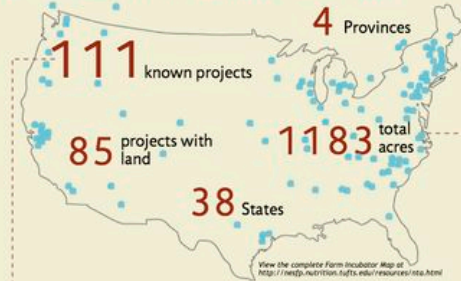 4 Provinces
111 known projects
85 projects with
land
1183 total
acres
38 States
View the complete Farm Incubator Map at
http://nesfp.nutrition.tufts.edu/resources/nta.html